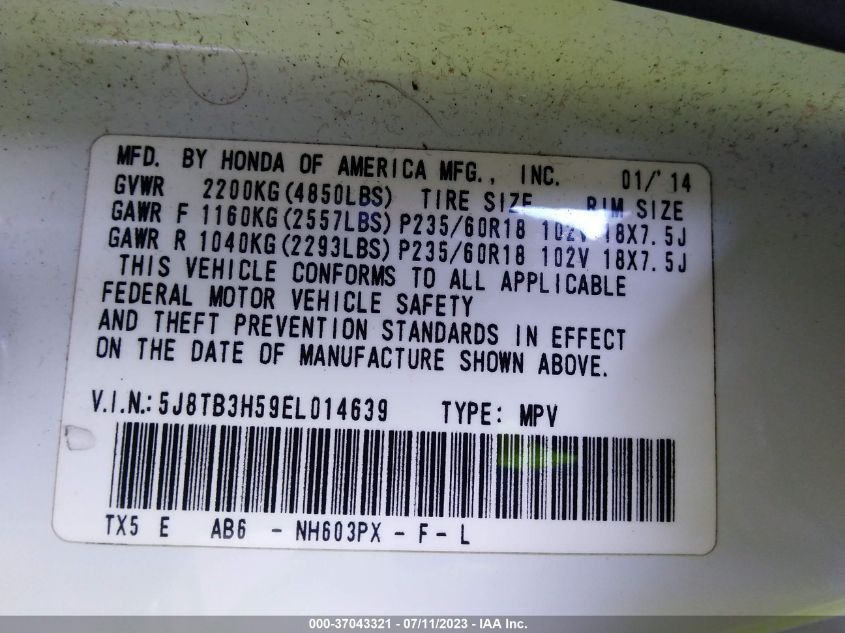 MFD. BY HONDA OF AMERICA MFG., INC. 01/'14
GVWR 2200KG(4850LBS) TIRE SIZE RIM SIZE
GAWR F 1160KG(2557LBS) P235/60R18 102V 18X7.5J
GAWR R 1040KG(2293LBS) P235/60R18 102V 18X7.5J
THIS VEHICLE CONFORMS TO ALL APPLICABLE
FEDERAL MOTOR VEHICLE SAFETY
AND THEFT PREVENTION STANDARDS IN EFFECT
ON THE DATE OF MANUFACTURE SHOWN ABOVE.
V.I.N.: 5J8TB3H59EL014639 TYPE: MPV
TX5 E AB6 - NH603PX - F - L
000-37043321 - 07/11/2023 - IAA Inc.